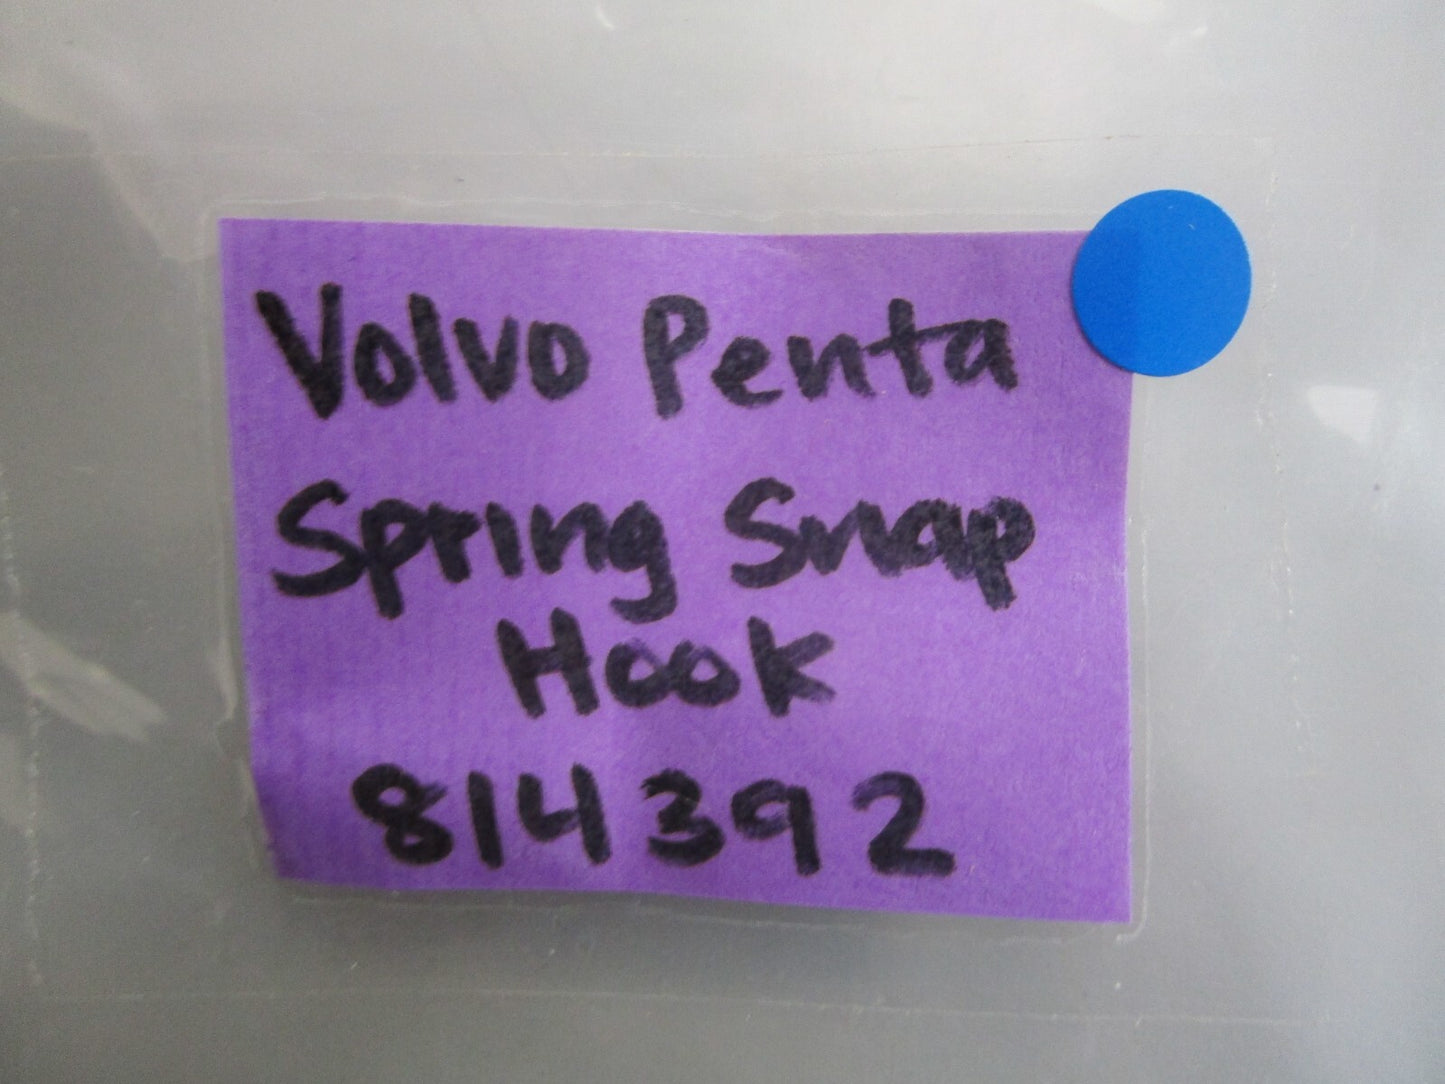 Volvo Penta
Spring Snap
Hook
814392